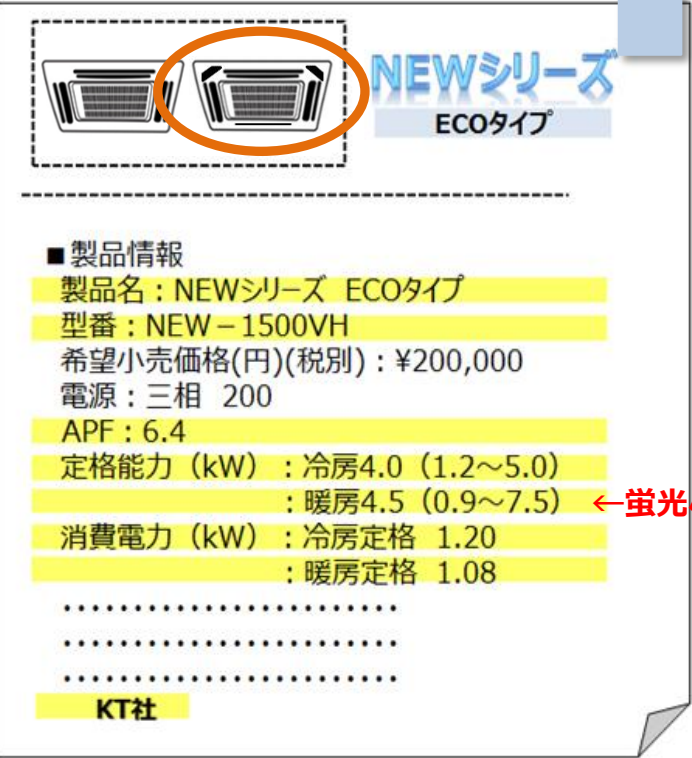 NEWシリーズ
ECOタイプ
■製品情報
製品名：NEWシリーズ ECOタイプ
型番：NEW－1500VH
希望小売価格(円)(税別)：¥200,000
電源：三相 200
APF：6.4
定格能力（kW）：冷房4.0（1.2～5.0）
：暖房4.5（0.9～7.5）
←蛍光
消費電力（kW）：冷房定格 1.20
：暖房定格 1.08
・・・・・・・・・・・・・・・・・・・・・・・・
・・・・・・・・・・・・・・・・・・・・・・・・
・・・・・・・・・・・・・・・・・・・・・・・・
KT社